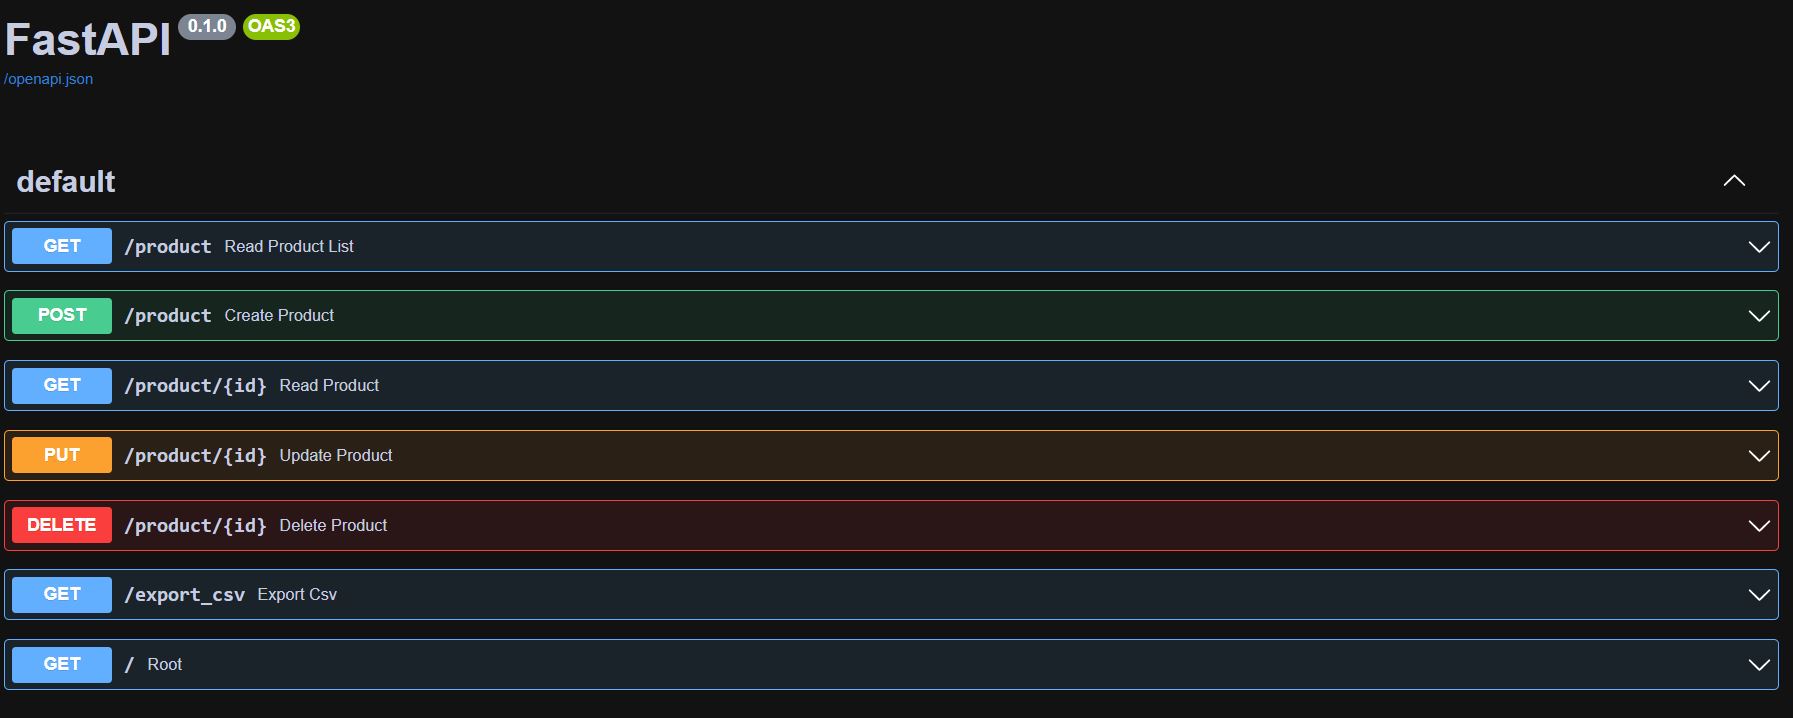 FastAPI 0.1.0 OAS3
/openapi.json
default
GET /product Read Product List
POST /product Create Product
GET /product/{id} Read Product
PUT /product/{id} Update Product
DELETE /product/{id} Delete Product
GET /export_csv Export Csv
GET / Root